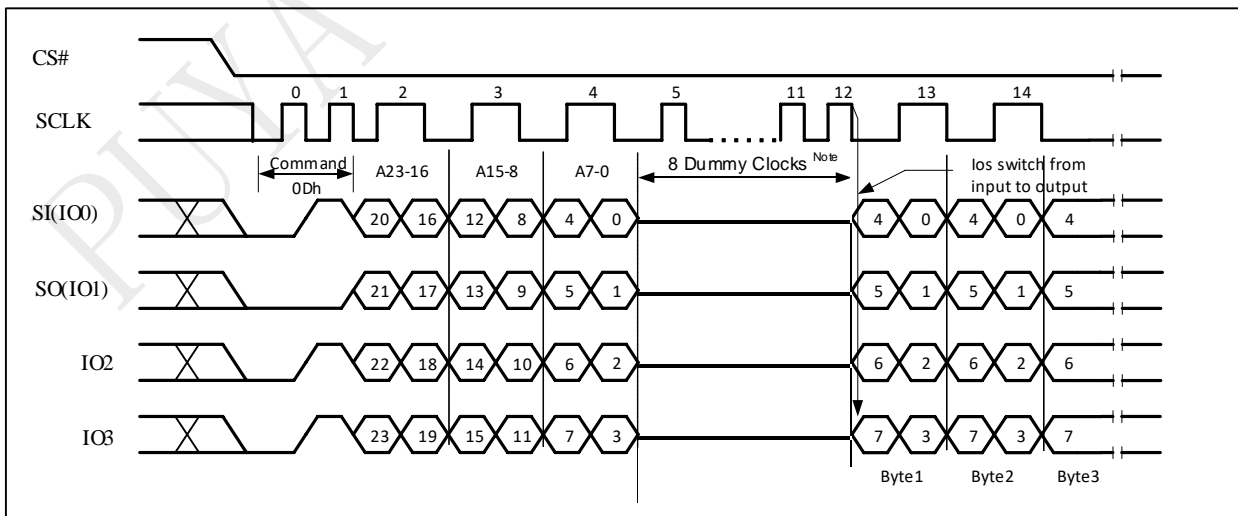 PUYA
CS#
0 1 2 3 4 5 11 12 13 14
SCLK
Command
0Dh
A23-16 A15-8 A7-0 8 Dummy Clocks Note
Ios switch from
input to output
SI(IO0) 20 16 12 8 4 0 4 0 4 0 4
SO(IO1) 21 17 13 9 5 1 5 1 5 1 5
IO2 22 18 14 10 6 2 6 2 6 2 6
IO3 23 19 15 11 7 3 7 3 7 3 7
Byte1 Byte2 Byte3